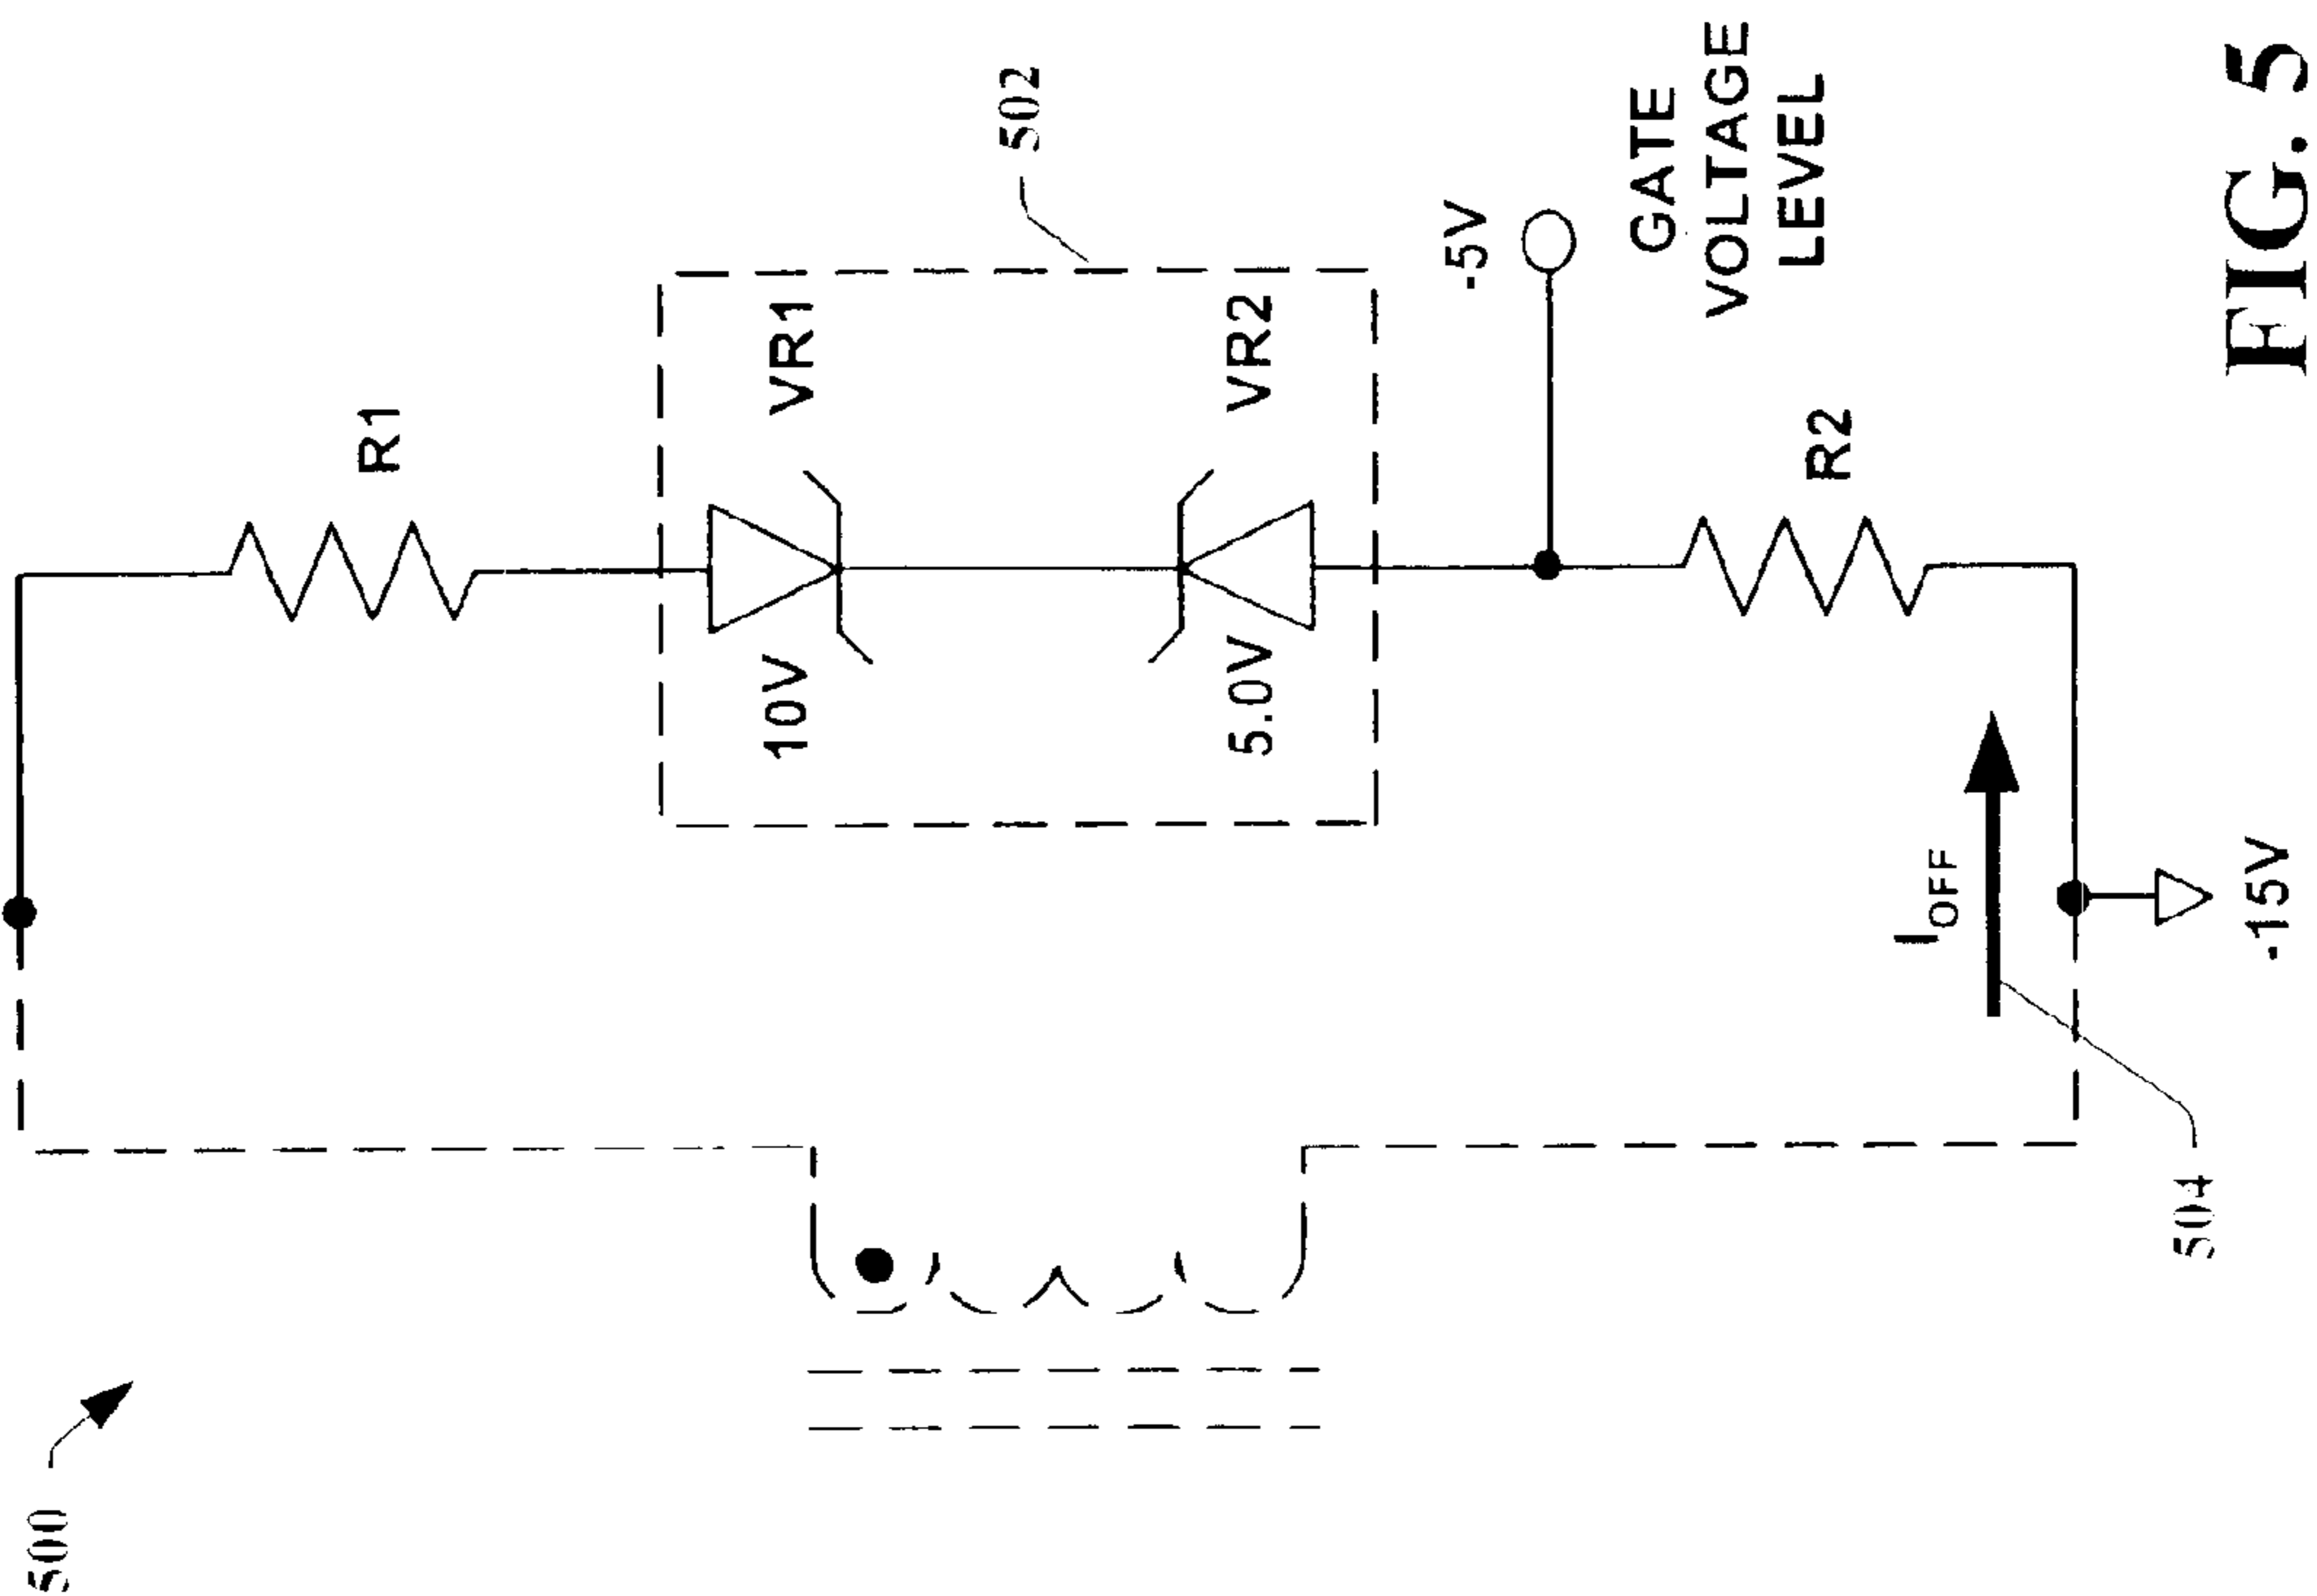 500
R1
502
10V
VR1
5.0V
VR2
-5V
GATE
VOLTAGE
LEVEL
R2
IOFF
504
-15V
FIG. 5